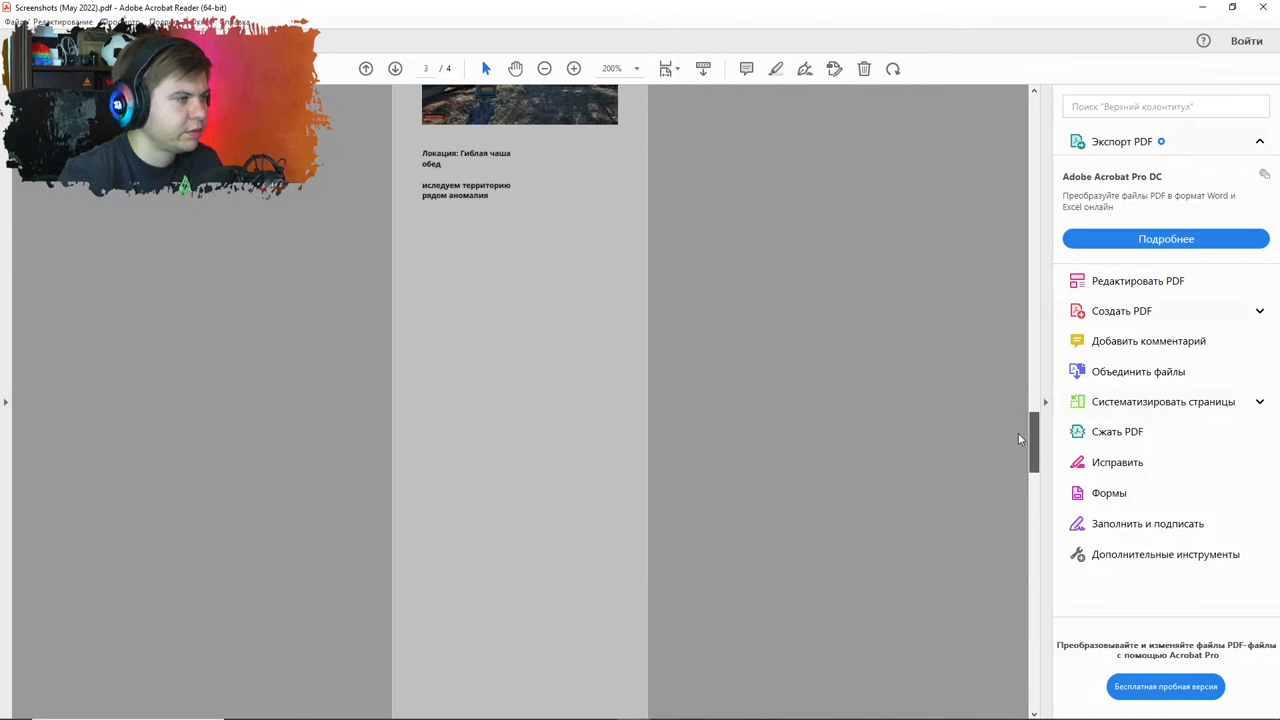 Screenshots (May 2022).pdf - Adobe Acrobat Reader (64-bit)
Редактирование
Войти
3 / 4
200%
Поиск "Верхний колонтитул"
Экспорт PDF
Adobe Acrobat Pro DC
Преобразуйте файлы PDF в формат Word и
Excel онлайн
Подробнее
Редактировать PDF
Создать PDF
Добавить комментарий
Объединить файлы
Систематизировать страницы
Сжать PDF
Исправить
Формы
Заполнить и подписать
Дополнительные инструменты
Преобразовывайте и изменяйте файлы PDF-файлы
с помощью Acrobat Pro
Бесплатная пробная версия
Локация: Гиблая чаша
обед
иследуем территорию
рядом аномалия